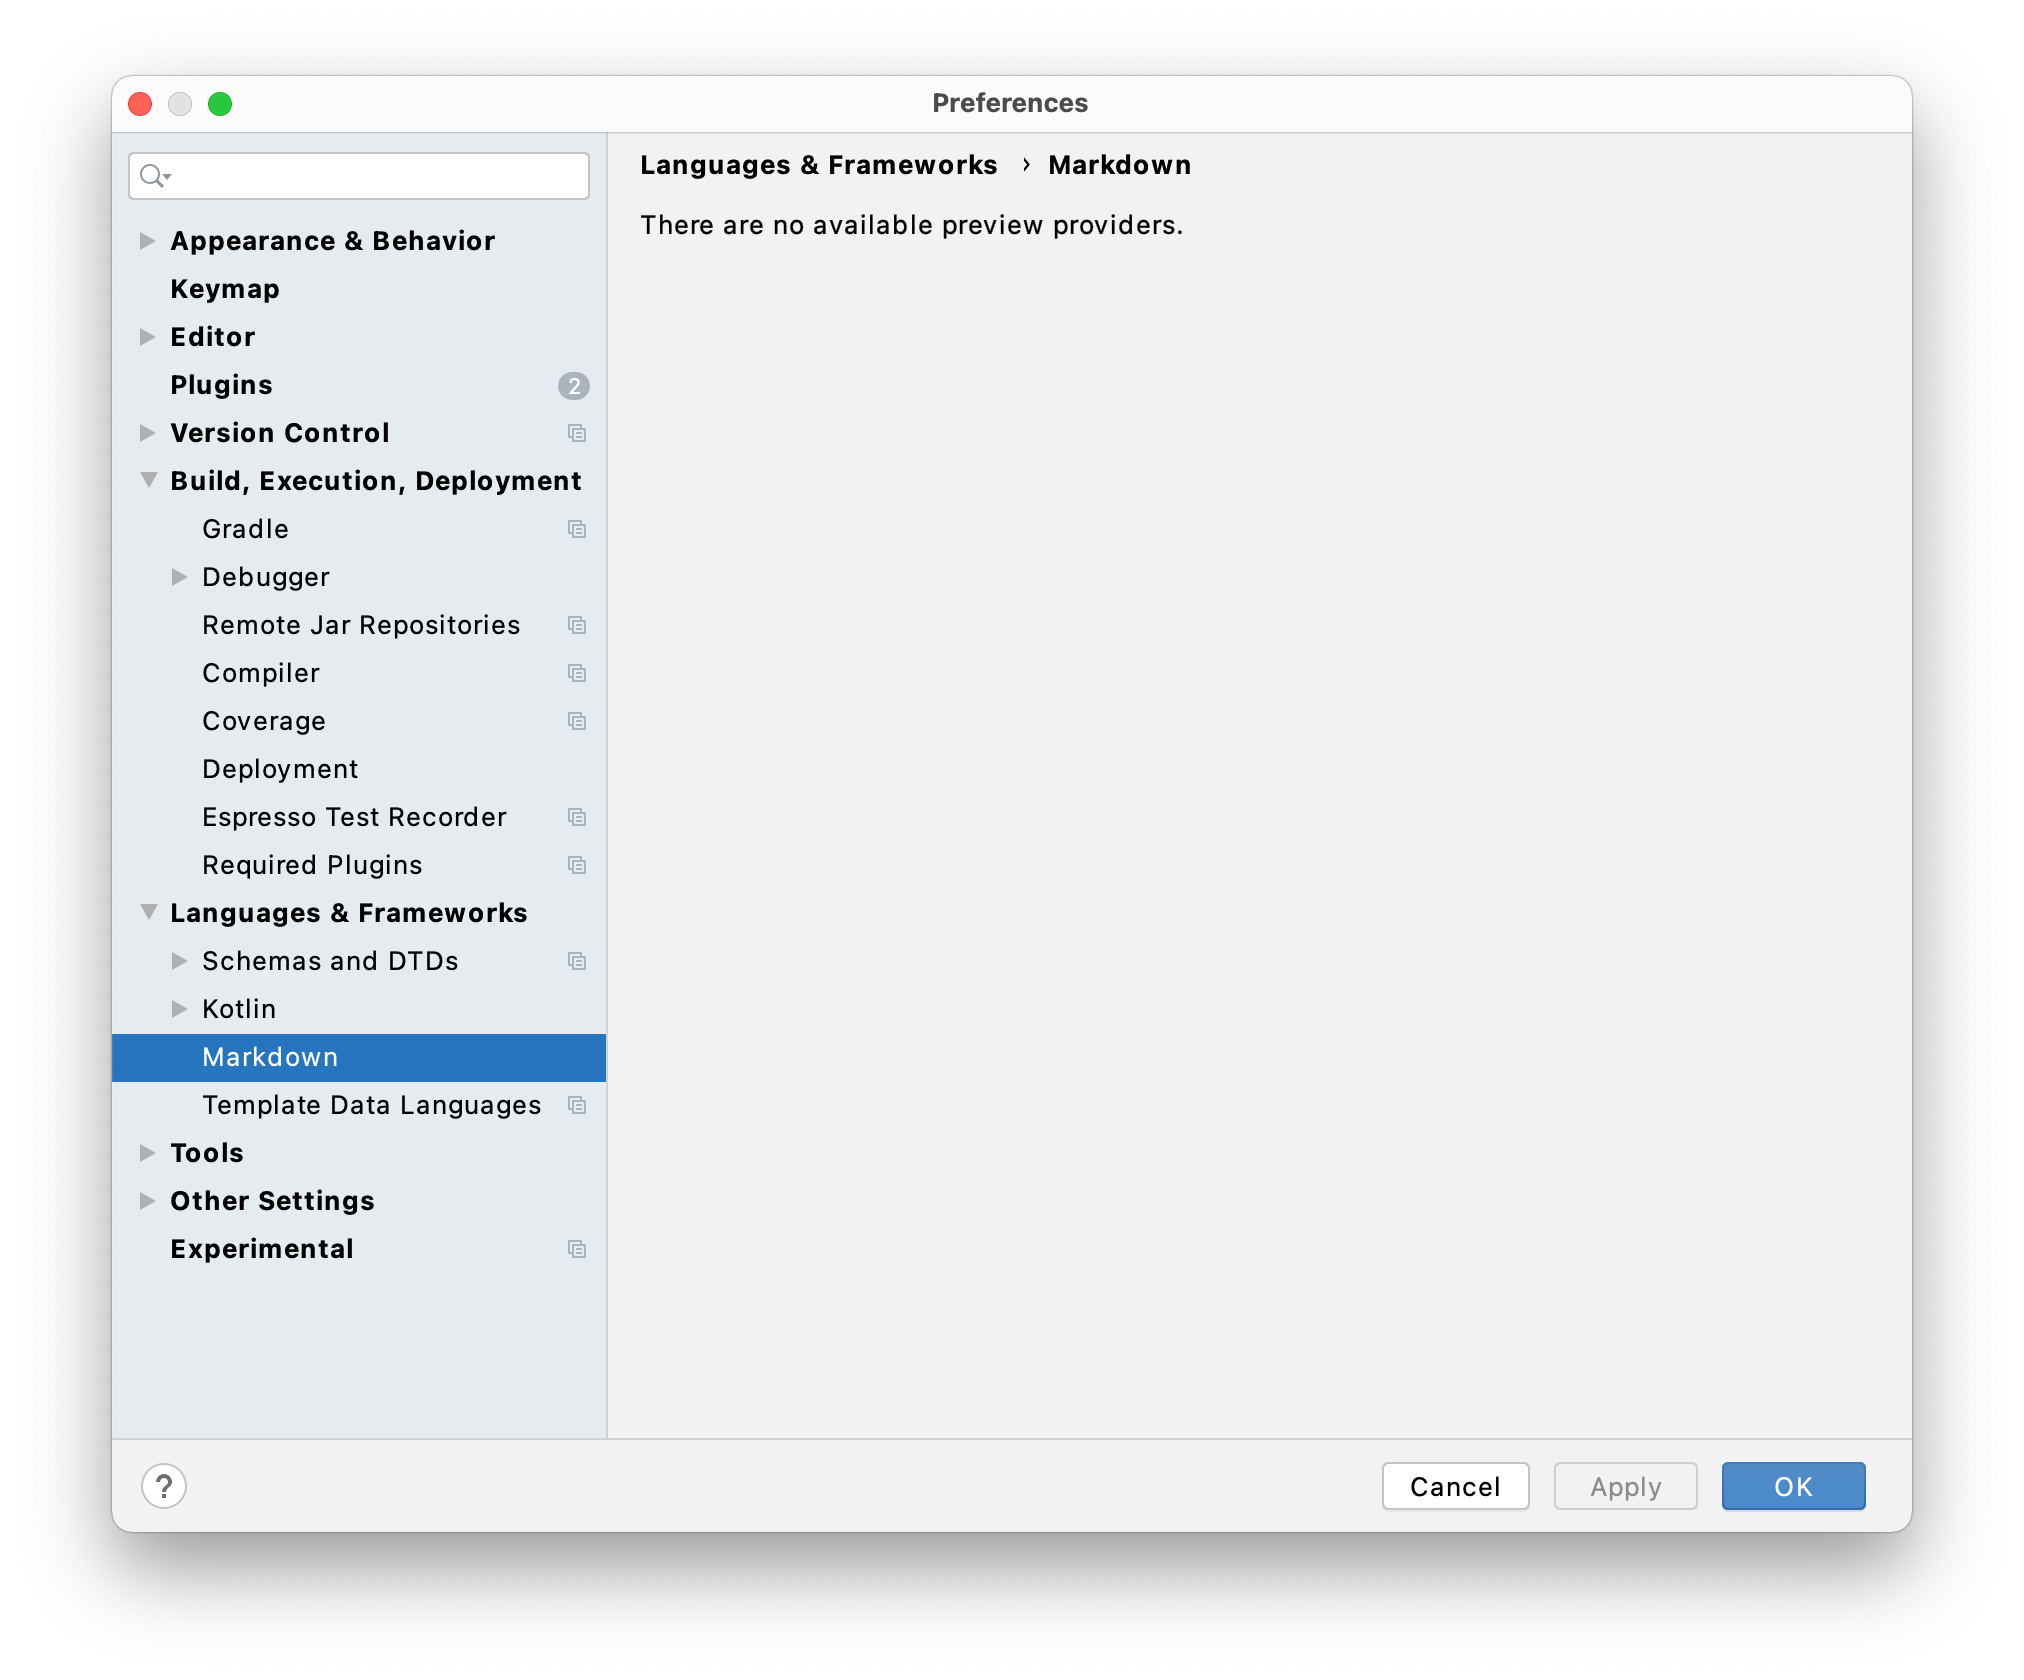 Preferences
Appearance & Behavior
Keymap
Editor
Plugins 2
Version Control
Build, Execution, Deployment
Gradle
Debugger
Remote Jar Repositories
Compiler
Coverage
Deployment
Espresso Test Recorder
Required Plugins
Languages & Frameworks
Schemas and DTDs
Kotlin
Markdown
Template Data Languages
Tools
Other Settings
Experimental
Languages & Frameworks › Markdown
There are no available preview providers.
? Cancel Apply OK